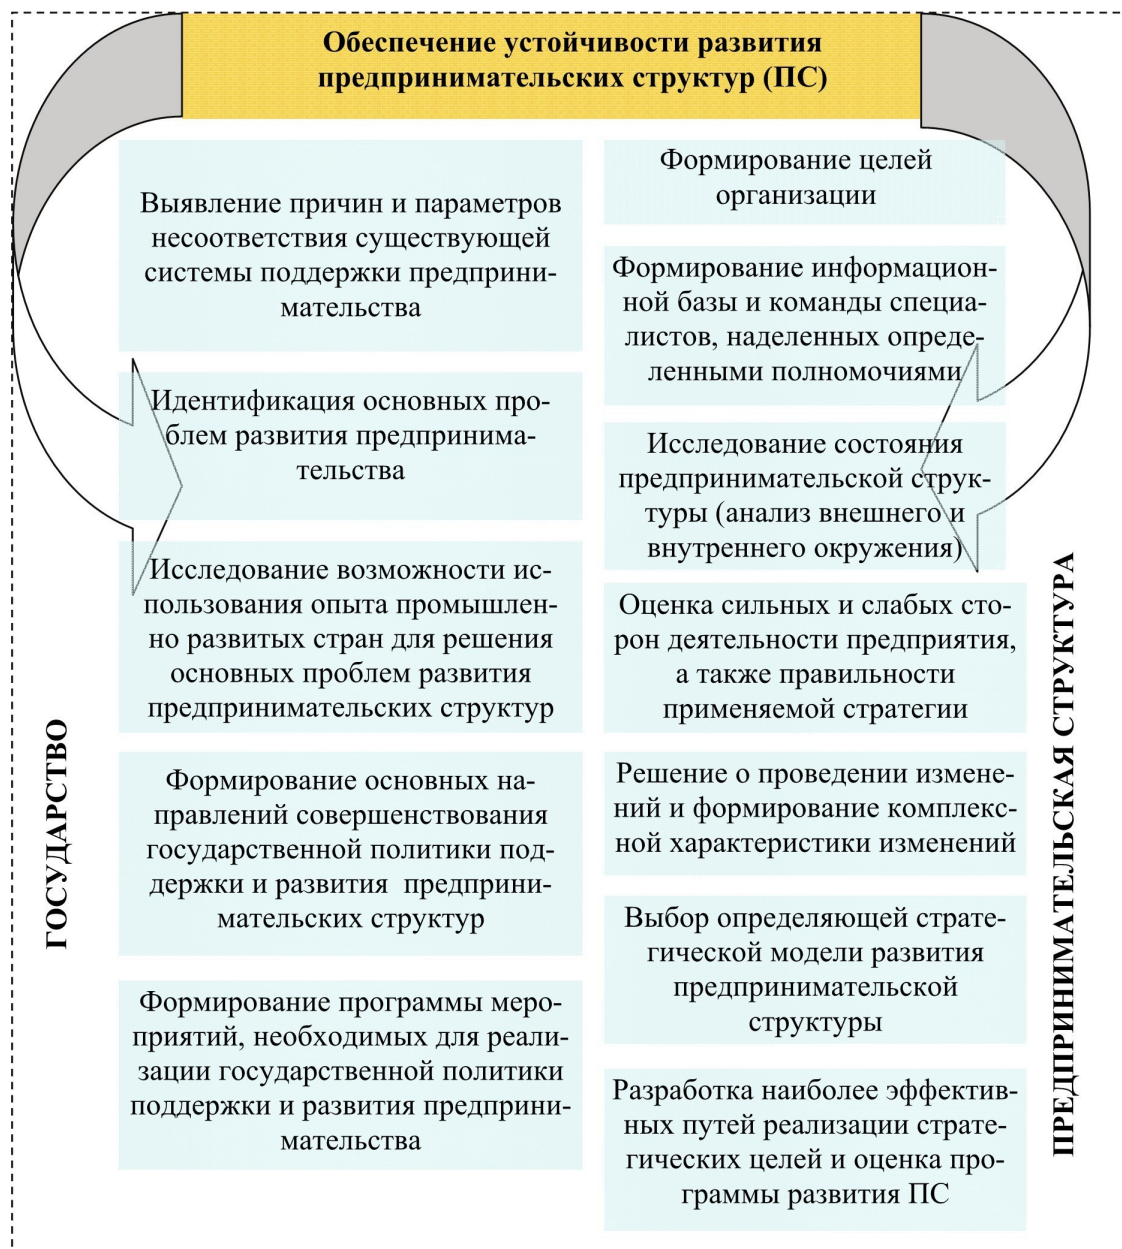 Обеспечение устойчивости развития
предпринимательских структур (ПС)
Выявление причин и параметров
несоответствия существующей
системы поддержки предприни-
мательства
Идентификация основных про-
блем развития предпринима-
тельства
Исследование возможности ис-
пользования опыта промышлен-
но развитых стран для решения
основных проблем развития
предпринимательских структур
Формирование основных на-
правлений совершенствования
государственной политики под-
держки и развития  предприни-
мательских структур
Формирование программы меро-
приятий, необходимых для реали-
зации государственной политики
поддержки и развития предприни-
мательства
ГОСУДАРСТВО
Формирование целей
организации
Формирование информацион-
ной базы и команды специа-
листов, наделенных опреде-
ленными полномочиями
Исследование состояния
предпринимательской струк-
туры (анализ внешнего и
внутреннего окружения)
Оценка сильных и слабых сто-
рон деятельности предприятия,
а также правильности
применяемой стратегии
Решение о проведении измене-
ний и формирование комплекс-
ной характеристики изменений
Выбор определяющей страте-
гической модели развития
предпринимательской
структуры
Разработка наиболее эффектив-
ных путей реализации страте-
гических целей и оценка про-
граммы развития ПС
ПРЕДПРИНИМАТЕЛЬСКАЯ СТРУКТУРА